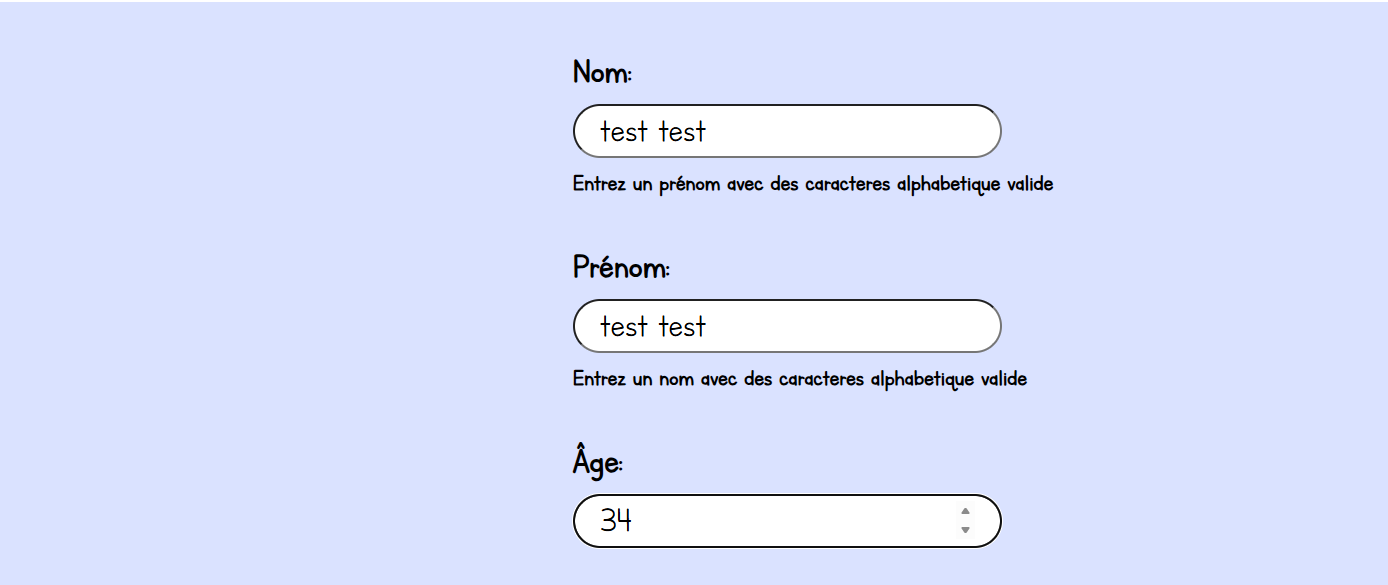 Nom:
test test
Entrez un prénom avec des caracteres alphabetique valide
Prénom:
test test
Entrez un nom avec des caracteres alphabetique valide
Âge:
34